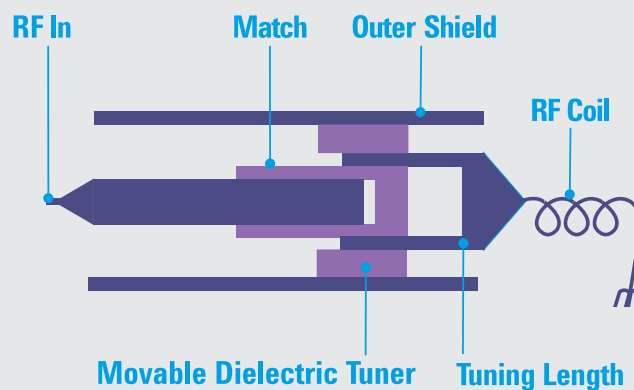 RF In
Match
Outer Shield
RF Coil
Movable Dielectric Tuner
Tuning Length